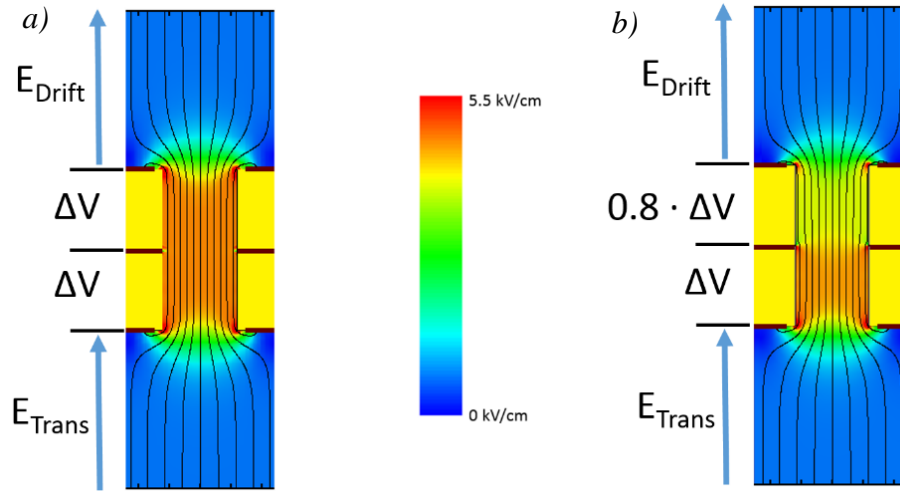 a)
E_Drift
ΔV
ΔV
E_Trans
5.5 kV/cm
0 kV/cm
b)
E_Drift
0.8 · ΔV
ΔV
E_Trans